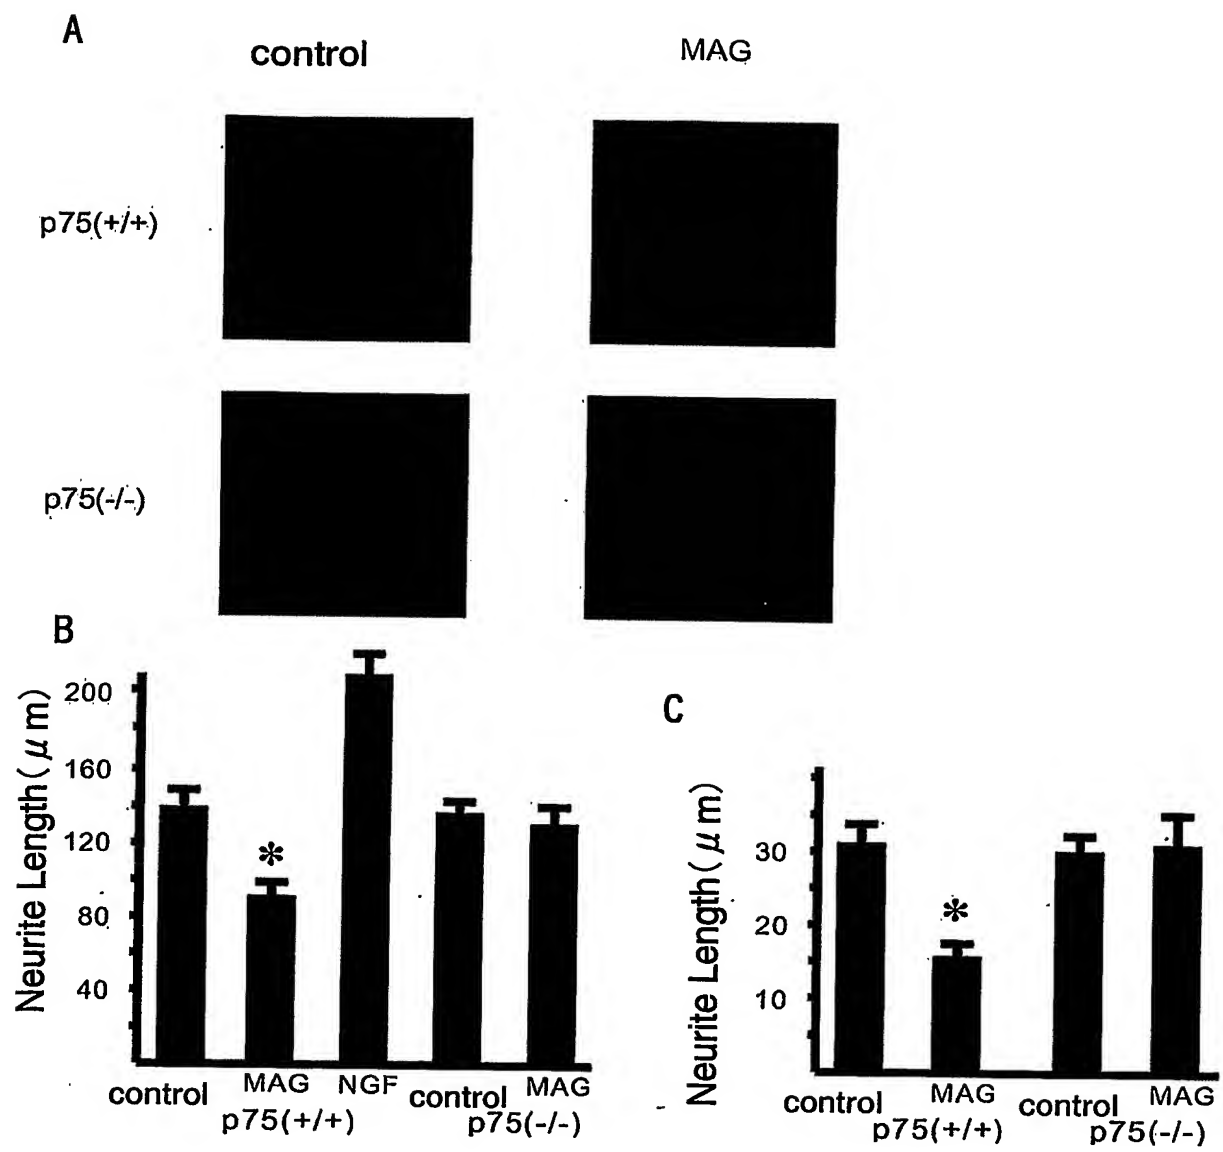 A
control MAG
p75(+/+)
p75(-/-)
B
Neurite Length(μm)
200
160
120
80
40
*
control MAG NGF control MAG
p75(+/+) p75(-/-)
C
Neurite Length(μm)
30
20
10
*
control MAG control MAG
p75(+/+) p75(-/-)